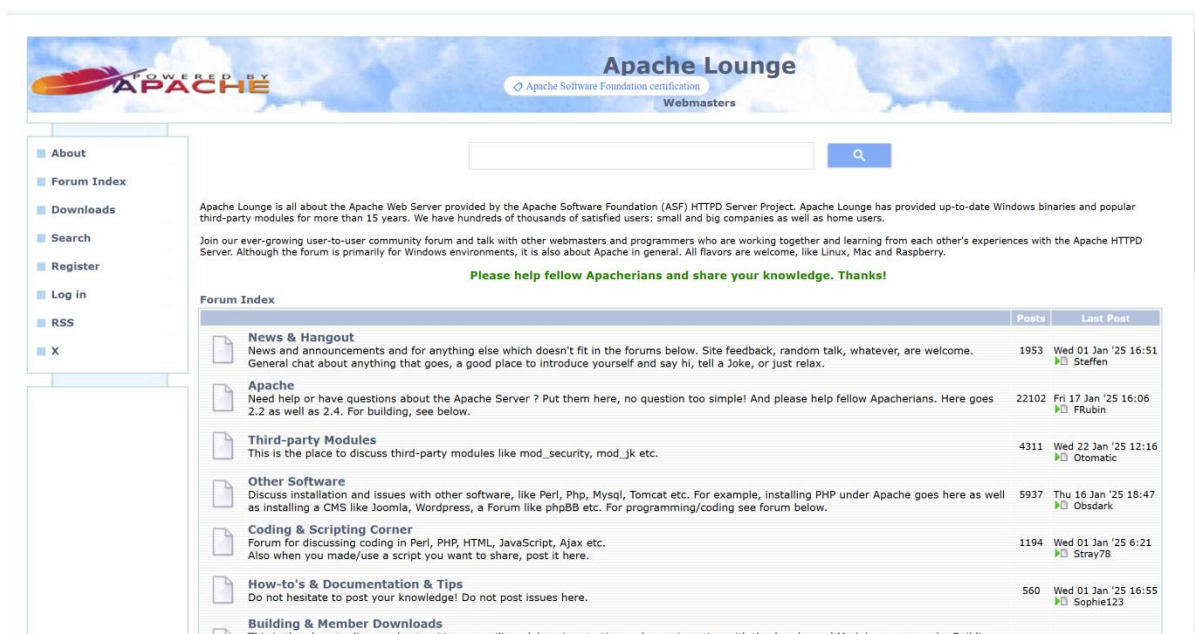 POWERED BY
APACHE
Apache Lounge
Apache Software Foundation certification
Webmasters
About
Forum Index
Downloads
Search
Register
Log in
RSS
X
Apache Lounge is all about the Apache Web Server provided by the Apache Software Foundation (ASF) HTTPD Server Project. Apache Lounge has provided up-to-date Windows binaries and popular
third-party modules for more than 15 years. We have hundreds of thousands of satisfied users: small and big companies as well as home users.
Join our ever-growing user-to-user community forum and talk with other webmasters and programmers who are working together and learning from each other's experiences with the Apache HTTPD
Server. Although the forum is primarily for Windows environments, it is also about Apache in general. All flavors are welcome, like Linux, Mac and Raspberry.
Please help fellow Apacherians and share your knowledge. Thanks!
Forum Index
Posts Last Post
News & Hangout
News and announcements and for anything else which doesn't fit in the forums below. Site feedback, random talk, whatever, are welcome. 1953 Wed 01 Jan '25 16:51
General chat about anything that goes, a good place to introduce yourself and say hi, tell a Joke, or just relax. Steffen
Apache
Need help or have questions about the Apache Server ? Put them here, no question too simple! And please help fellow Apacherians. Here goes 22102 Fri 17 Jan '25 16:06
2.2 as well as 2.4. For building, see below. FRubin
Third-party Modules
This is the place to discuss third-party modules like mod_security, mod_jk etc. 4311 Wed 22 Jan '25 12:16
Otomatic
Other Software
Discuss installation and issues with other software, like Perl, Php, Mysql, Tomcat etc. For example, installing PHP under Apache goes here as well 5937 Thu 16 Jan '25 18:47
as installing a CMS like Joomla, Wordpress, a Forum like phpBB etc. For programming/coding see forum below. Obsdark
Coding & Scripting Corner
Forum for discussing coding in Perl, PHP, HTML, JavaScript, Ajax etc. 1194 Wed 01 Jan '25 6:21
Also when you made/use a script you want to share, post it here. Stray78
How-to's & Documentation & Tips
Do not hesitate to post your knowledge! Do not post issues here. 560 Wed 01 Jan '25 16:55
Sophie123
Building & Member Downloads